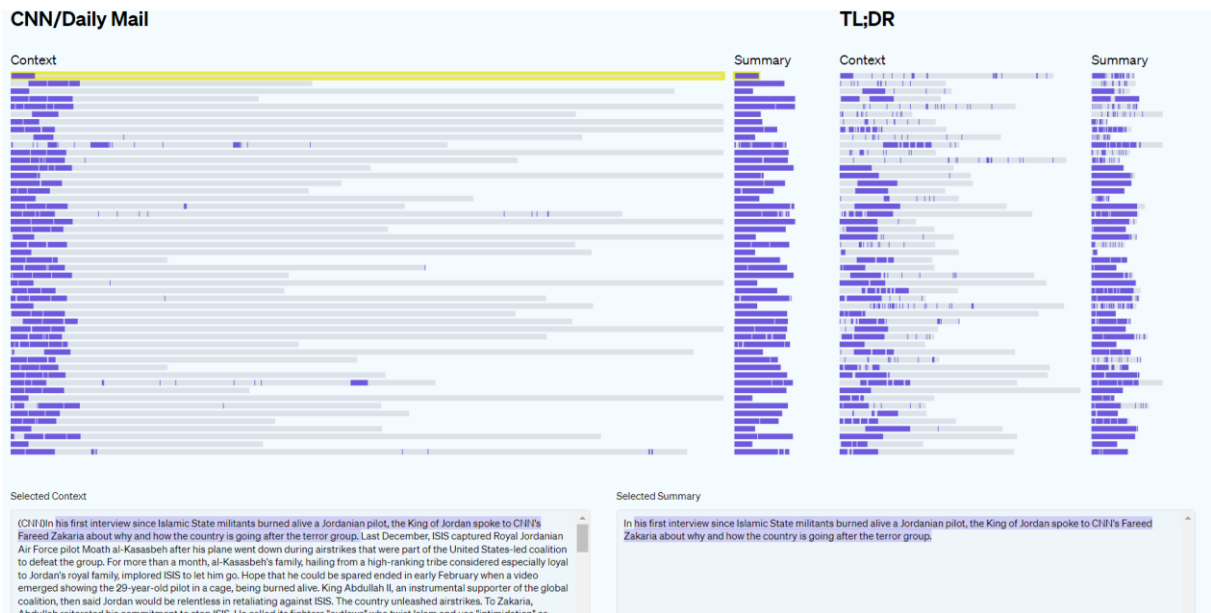 CNN/Daily Mail
TL;DR
Context
Summary
Context
Summary
Selected Context
Selected Summary
(CNN)In his first interview since Islamic State militants burned alive a Jordanian pilot, the King of Jordan spoke to CNN's
Fareed Zakaria about why and how the country is going after the terror group. Last December, ISIS captured Royal Jordanian
Air Force pilot Moath al-Kasasbeh after his plane went down during airstrikes that were part of the United States-led coalition
to defeat the group. For more than a month, al-Kasasbeh's family, hailing from a high-ranking tribe considered especially loyal
to Jordan's royal family, implored ISIS to let him go. Hope that he could be spared ended in early February when a video
emerged showing the 29-year-old pilot in a cage, being burned alive. King Abdullah II, an instrumental supporter of the global
coalition, then said Jordan would be relentless in retaliating against ISIS. The country unleashed airstrikes. To Zakaria,
In his first interview since Islamic State militants burned alive a Jordanian pilot, the King of Jordan spoke to CNN's Fareed
Zakaria about why and how the country is going after the terror group.